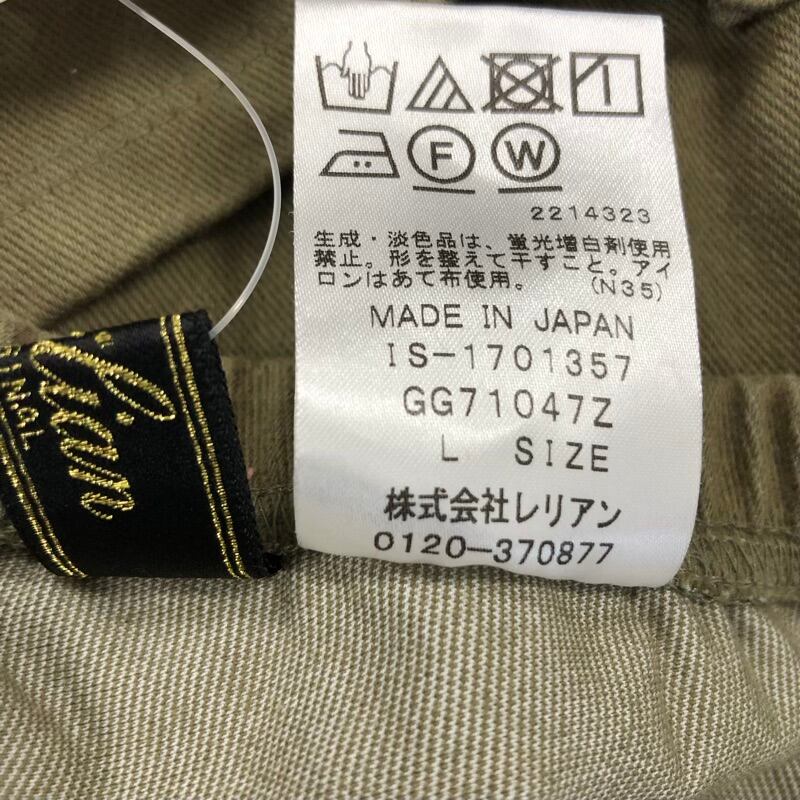 F W
2214323
生成・淡色品は、蛍光増白剤使用
禁止。形を整えて干すこと。アイ
ロンはあて布使用。 (N35)
MADE IN JAPAN
IS-1701357
GG71047Z
L SIZE
株式会社レリアン
0120-370877
lian
GINAL